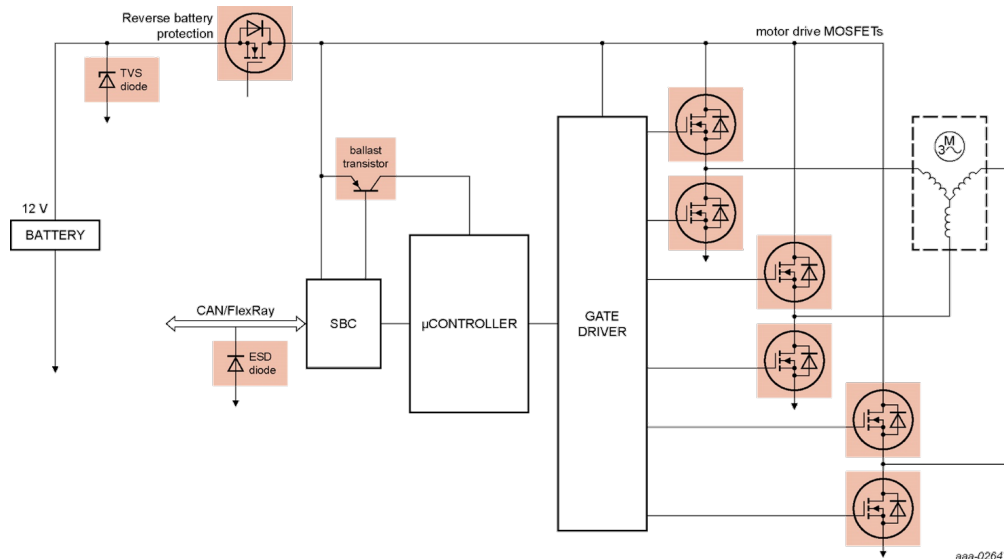 Reverse battery
protection
motor drive MOSFETs
TVS
diode
ballast
transistor
M
3
12 V
BATTERY
CAN/FlexRay
SBC
µCONTROLLER
GATE
DRIVER
ESD
diode
aaa-0264